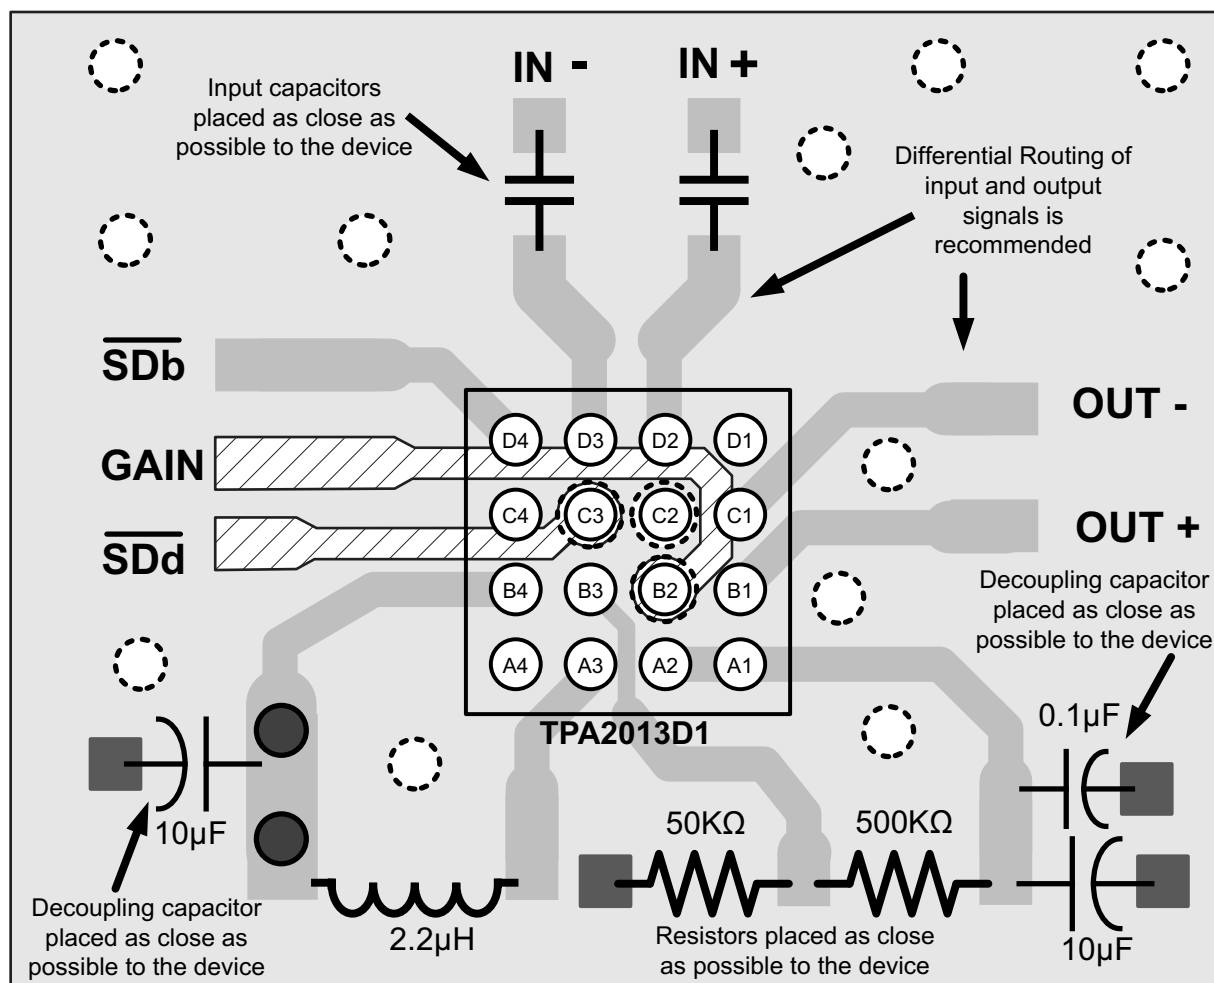 IN -
IN +
Input capacitors
placed as close as
possible to the device
Differential Routing of
input and output
signals is
recommended
SDb
GAIN
SDd
OUT -
OUT +
D4
D3
D2
D1
C4
C3
C2
C1
B4
B3
B2
B1
A4
A3
A2
A1
TPA2013D1
Decoupling capacitor
placed as close as
possible to the device
0.1µF
10µF
50KΩ
500KΩ
Decoupling capacitor
placed as close as
possible to the device
2.2µH
Resistors placed as close
as possible to the device
10µF